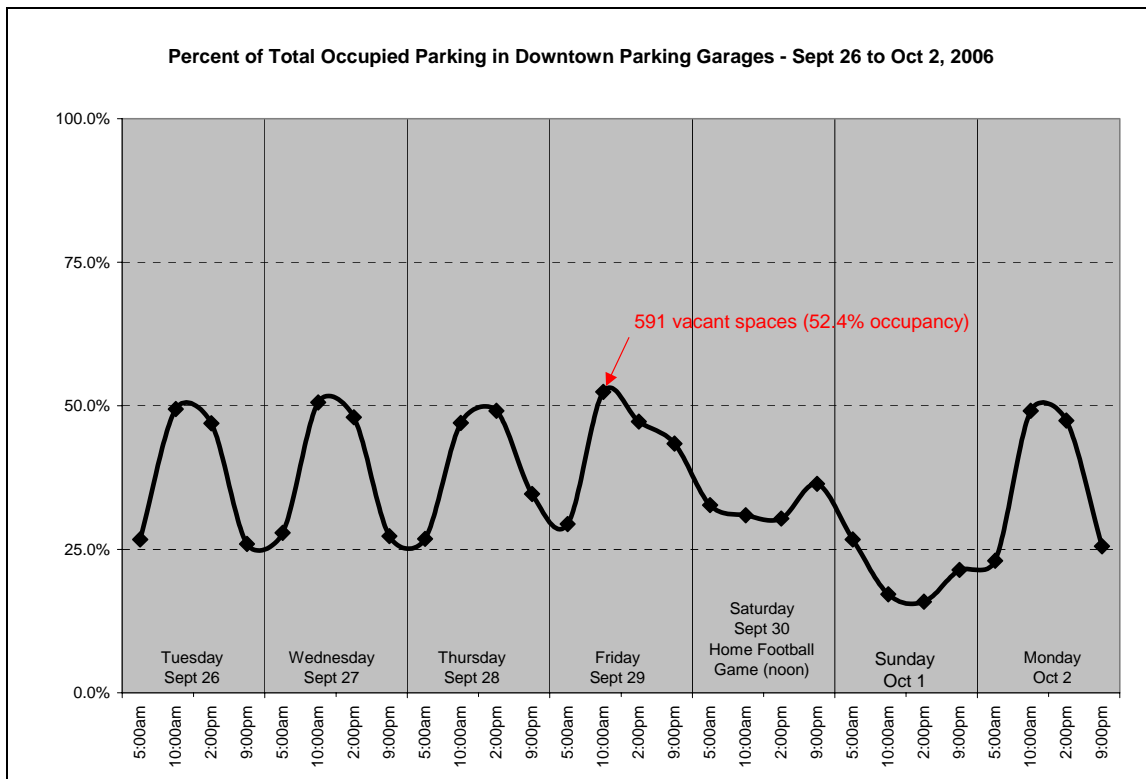 Percent of Total Occupied Parking in Downtown Parking Garages - Sept 26 to Oct 2, 2006
100.0%
75.0%
50.0%
25.0%
0.0%
591 vacant spaces (52.4% occupancy)
Tuesday
Sept 26
Wednesday
Sept 27
Thursday
Sept 28
Friday
Sept 29
Saturday
Sept 30
Home Football
Game (noon)
Sunday
Oct 1
Monday
Oct 2
5:00am
10:00am
2:00pm
9:00pm
5:00am
10:00am
2:00pm
9:00pm
5:00am
10:00am
2:00pm
9:00pm
5:00am
10:00am
2:00pm
9:00pm
5:00am
10:00am
2:00pm
9:00pm
5:00am
10:00am
2:00pm
9:00pm
5:00am
10:00am
2:00pm
9:00pm